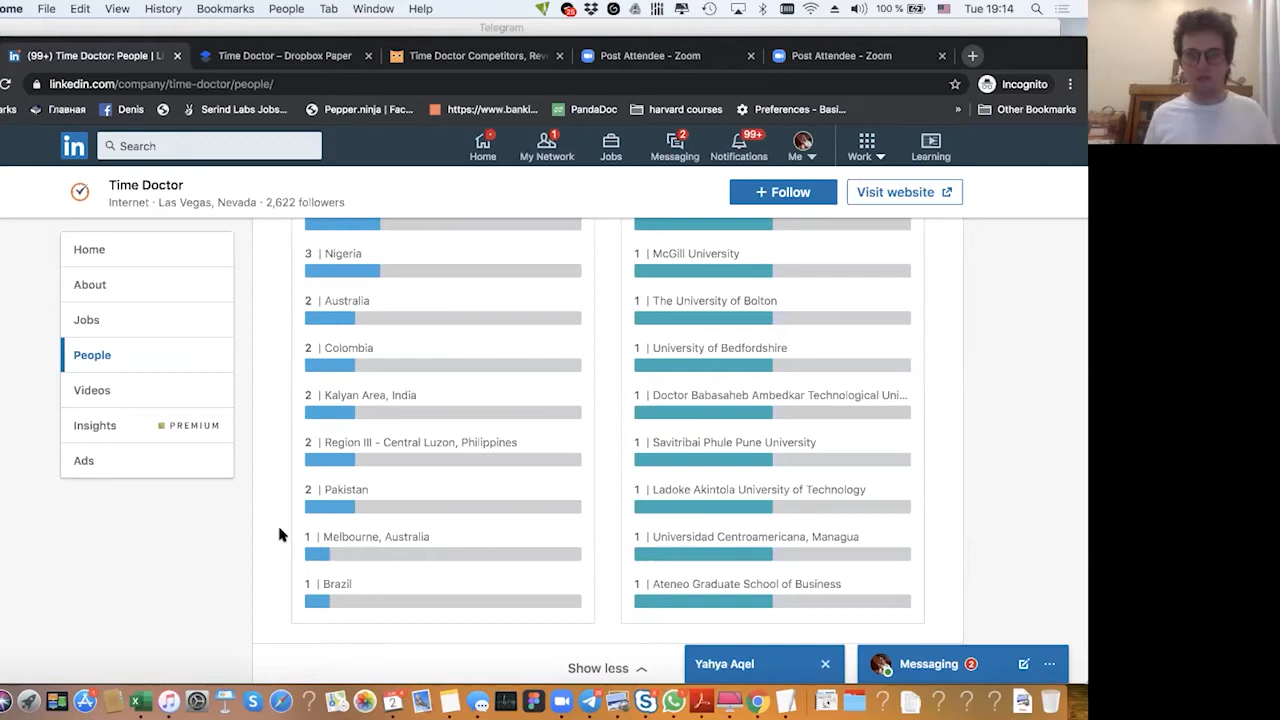 ome File Edit View History Bookmarks People Tab Window Help
100 % Tue 19:14
Telegram
(99+) Time Doctor: People | Li
Time Doctor – Dropbox Paper
Time Doctor Competitors, Reve
Post Attendee - Zoom
Post Attendee - Zoom
linkedin.com/company/time-doctor/people/
Incognito
rks Главная Denis Serind Labs Jobs... Pepper.ninja | Fac... https://www.banki... PandaDoc harvard courses Preferences - Basi... » Other Bookmarks
in
Search
Home
My Network
Jobs
Messaging
Notifications
Me
Work
Learning
1
2
99+
Time Doctor
Internet · Las Vegas, Nevada · 2,622 followers
+ Follow
Visit website
Home
About
Jobs
People
Videos
Insights PREMIUM
Ads
3 | Nigeria
2 | Australia
2 | Colombia
2 | Kalyan Area, India
2 | Region III - Central Luzon, Philippines
2 | Pakistan
1 | Melbourne, Australia
1 | Brazil
1 | McGill University
1 | The University of Bolton
1 | University of Bedfordshire
1 | Doctor Babasaheb Ambedkar Technological Uni...
1 | Savitribai Phule Pune University
1 | Ladoke Akintola University of Technology
1 | Universidad Centroamericana, Managua
1 | Ateneo Graduate School of Business
Show less
Yahya Aqel
Messaging 2